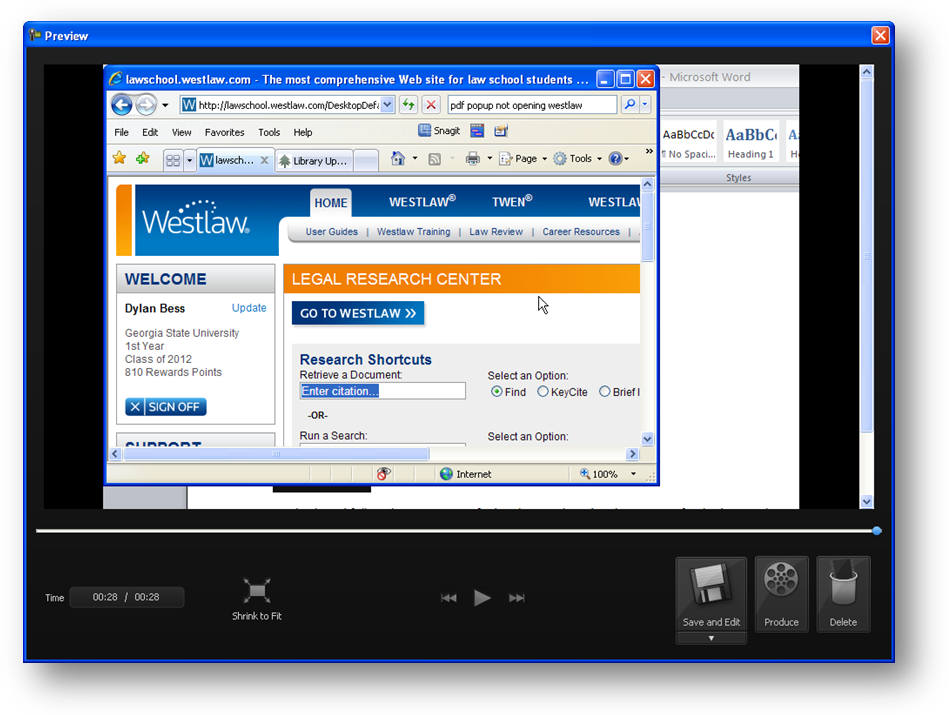 Preview
lawschool.westlaw.com - The most comprehensive Web site for law school students ...
- Microsoft Word
http://lawschool.westlaw.com/DesktopDefa
pdf popup not opening westlaw
File Edit View Favorites Tools Help
Snagit
lawsch... Library Up...
Page Tools
AaBbCcDc AaBbCc
¶ No Spaci... Heading 1
Styles
Westlaw®
HOME WESTLAW® TWEN® WESTLAW
User Guides | Westlaw Training | Law Review | Career Resources |
WELCOME
Dylan Bess Update
Georgia State University
1st Year
Class of 2012
810 Rewards Points
SIGN OFF
SUPPORT
LEGAL RESEARCH CENTER
GO TO WESTLAW
Research Shortcuts
Retrieve a Document: Select an Option:
Enter citation... Find KeyCite Brief
-OR-
Run a Search: Select an Option:
Internet 100%
Time 00:28 / 00:28
Shrink to Fit
Save and Edit Produce Delete